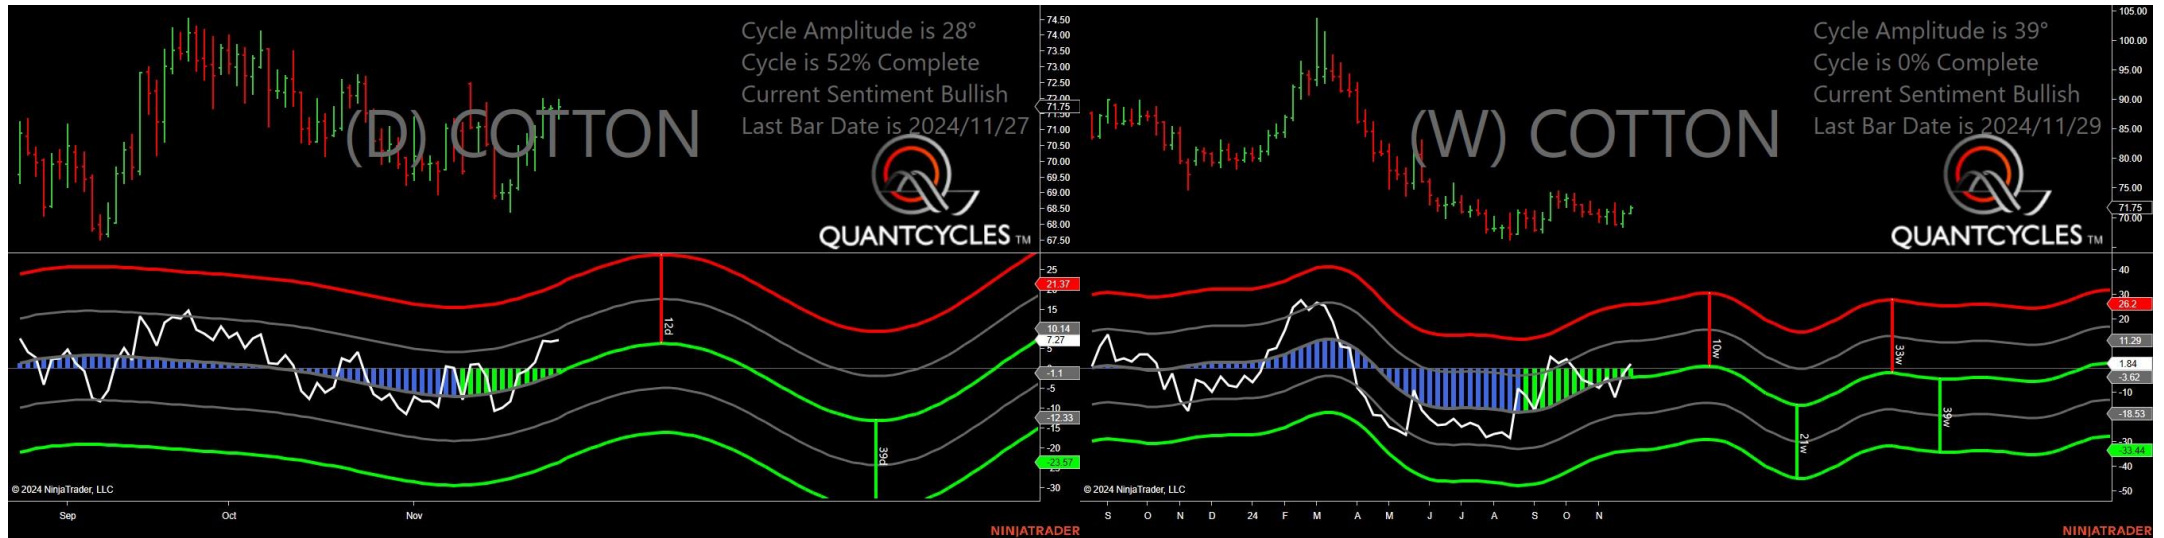 Cycle Amplitude is 28°
Cycle is 52% Complete
Current Sentiment Bullish
Last Bar Date is 2024/11/27
(D) COTTON
QUANTCYCLES TM
74.50
74.00
73.50
73.00
72.50
72.00
71.75
71.00
70.50
70.00
69.50
69.00
68.50
68.00
67.50
12d
39d
25
21.37
15
10.14
7.27
5
-1.1
-5
-10
-12.33
-15
-20
-23.57
-30
© 2024 NinjaTrader, LLC
Sep
Oct
Nov
NINJATRADER
Cycle Amplitude is 39°
Cycle is 0% Complete
Current Sentiment Bullish
Last Bar Date is 2024/11/29
(W) COTTON
QUANTCYCLES TM
105.00
100.00
95.00
90.00
85.00
80.00
75.00
71.75
70.00
10w
33w
21w
39w
40
30
26.2
20
11.29
1.84
-3.62
-10
-18.53
-30
-33.44
-40
-50
© 2024 NinjaTrader, LLC
S
O
N
D
24
F
M
A
M
J
J
A
S
O
N
NINJATRADER